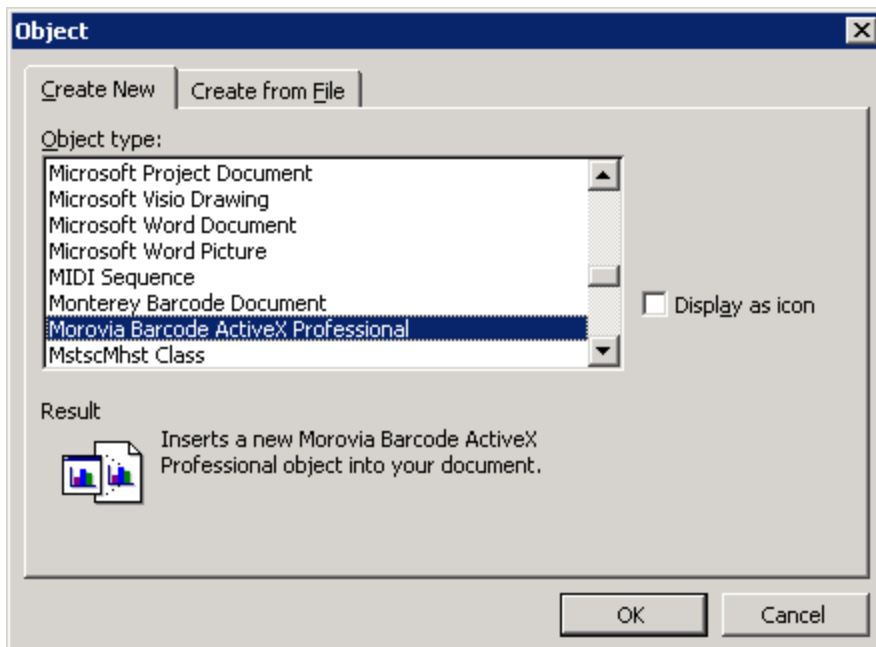 Object
Create New
Create from File
Object type:
Microsoft Project Document
Microsoft Visio Drawing
Microsoft Word Document
Microsoft Word Picture
MIDI Sequence
Monterey Barcode Document
Morovia Barcode ActiveX Professional
MstscMhst Class
Display as icon
Result
Inserts a new Morovia Barcode ActiveX
Professional object into your document.
OK
Cancel